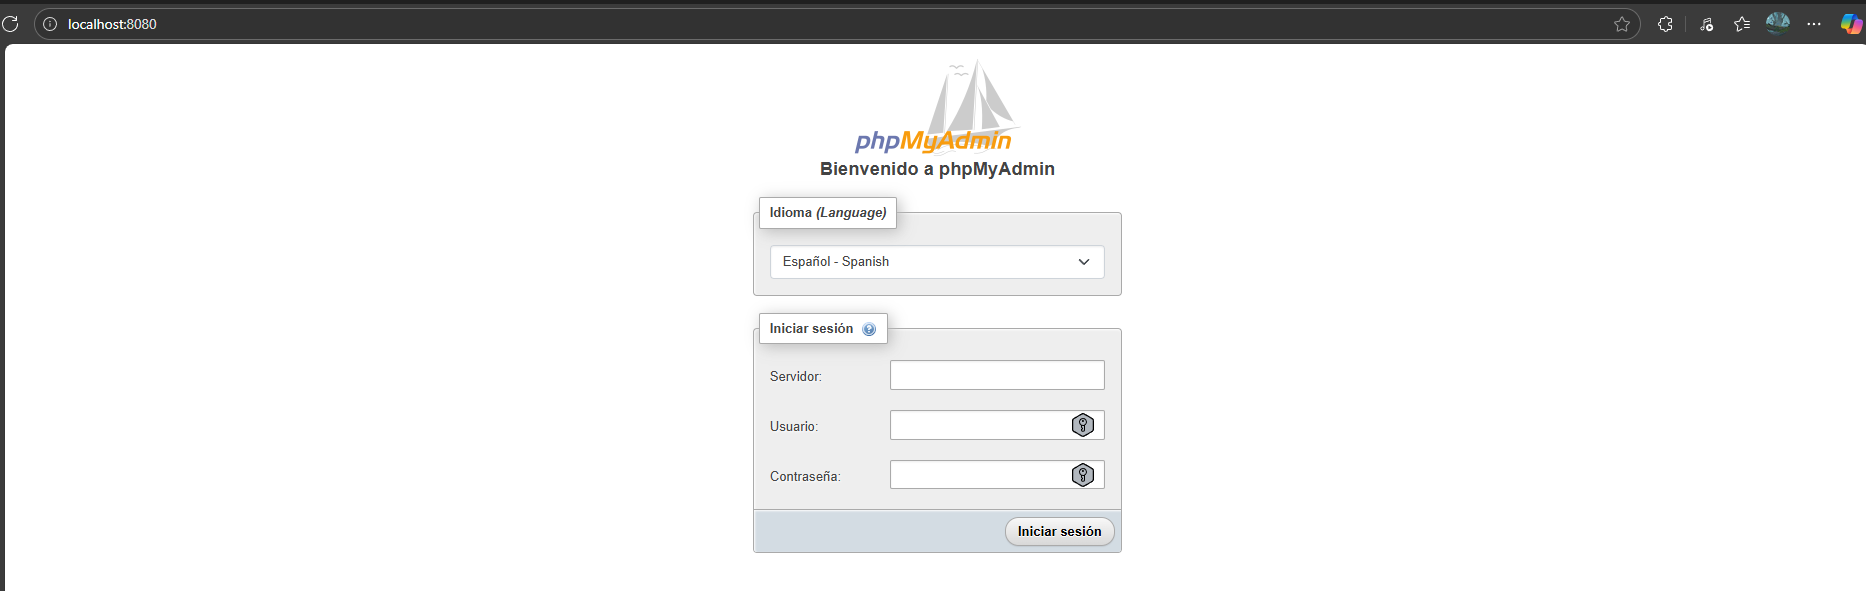 localhost:8080
phpMyAdmin
Bienvenido a phpMyAdmin
Idioma (Language)
Español - Spanish
Iniciar sesión
Servidor:
Usuario:
Contraseña:
Iniciar sesión